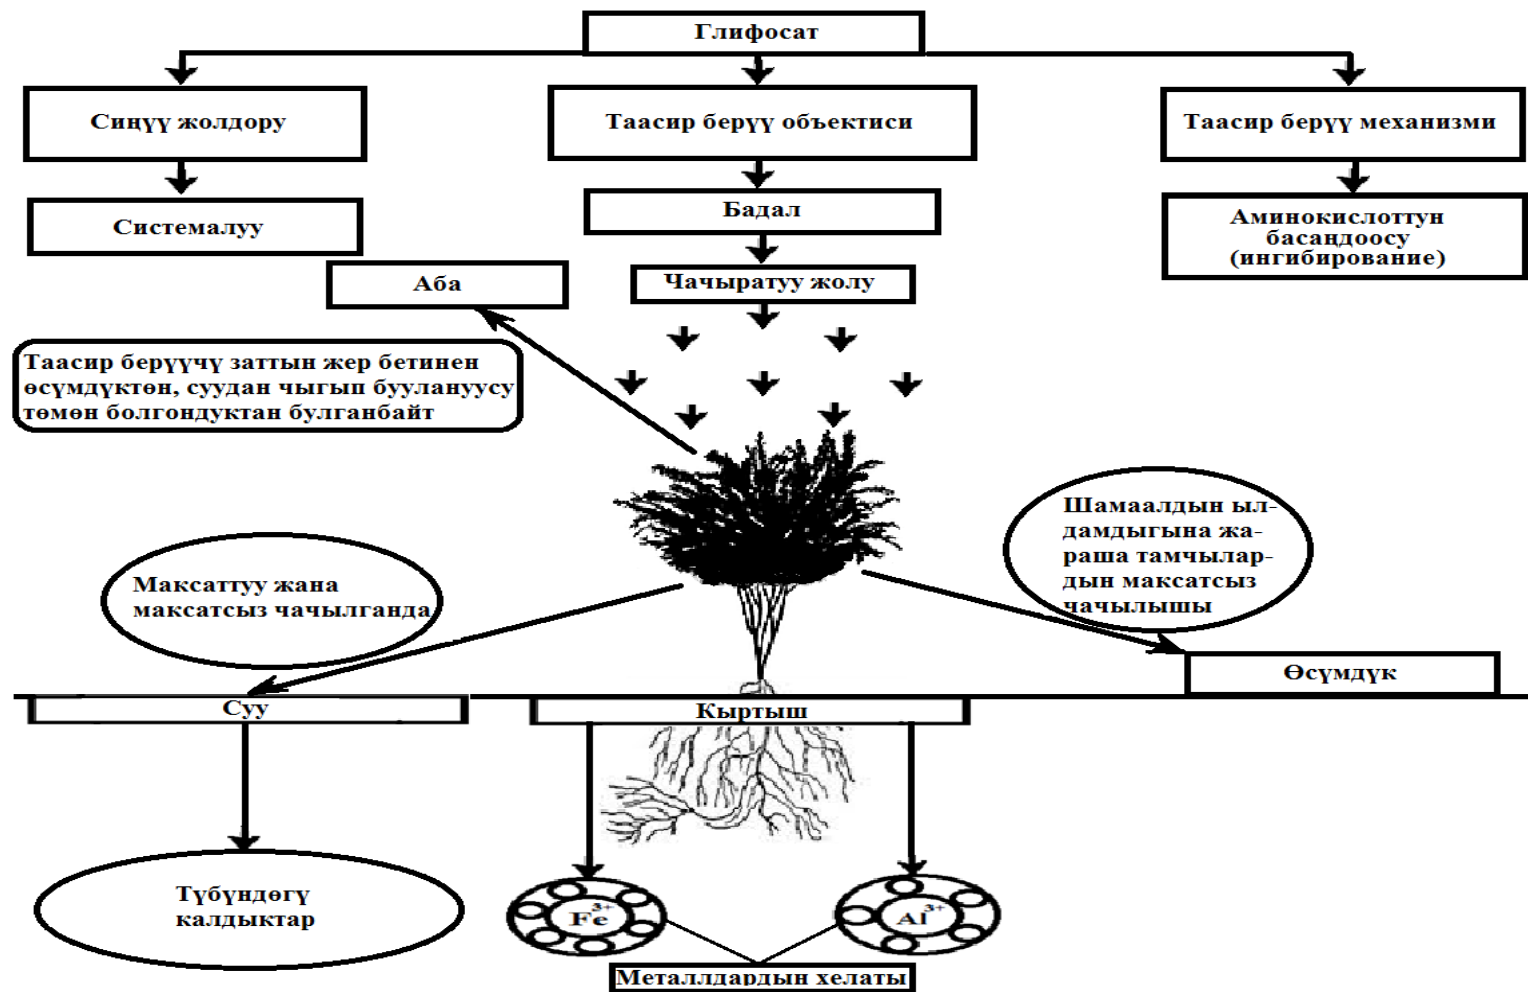 Глифосат
Синүү жолдору
Таасир берүү объектиси
Таасир берүү механизми
Системалуу
Бадал
Аминокислоттун
басаңдоосу
(ингибирование)
Аба
Чачыратуу жолу
Таасир берүүчү заттын жер бетинен
өсүмдүктөн, суудан чыгып буулануусу
төмөн болгондуктан булганбайт
Шамаалдын ыл-
дамдыгына жа-
раша тамчылар-
дын максатсыз
чачылышы
Максаттуу жана
максатсыз чачылганда
Өсүмдүк
Суу
Кыртыш
Түбүндөгү
калдыктар
Fe3+
Al3+
Металлдардын хелаты